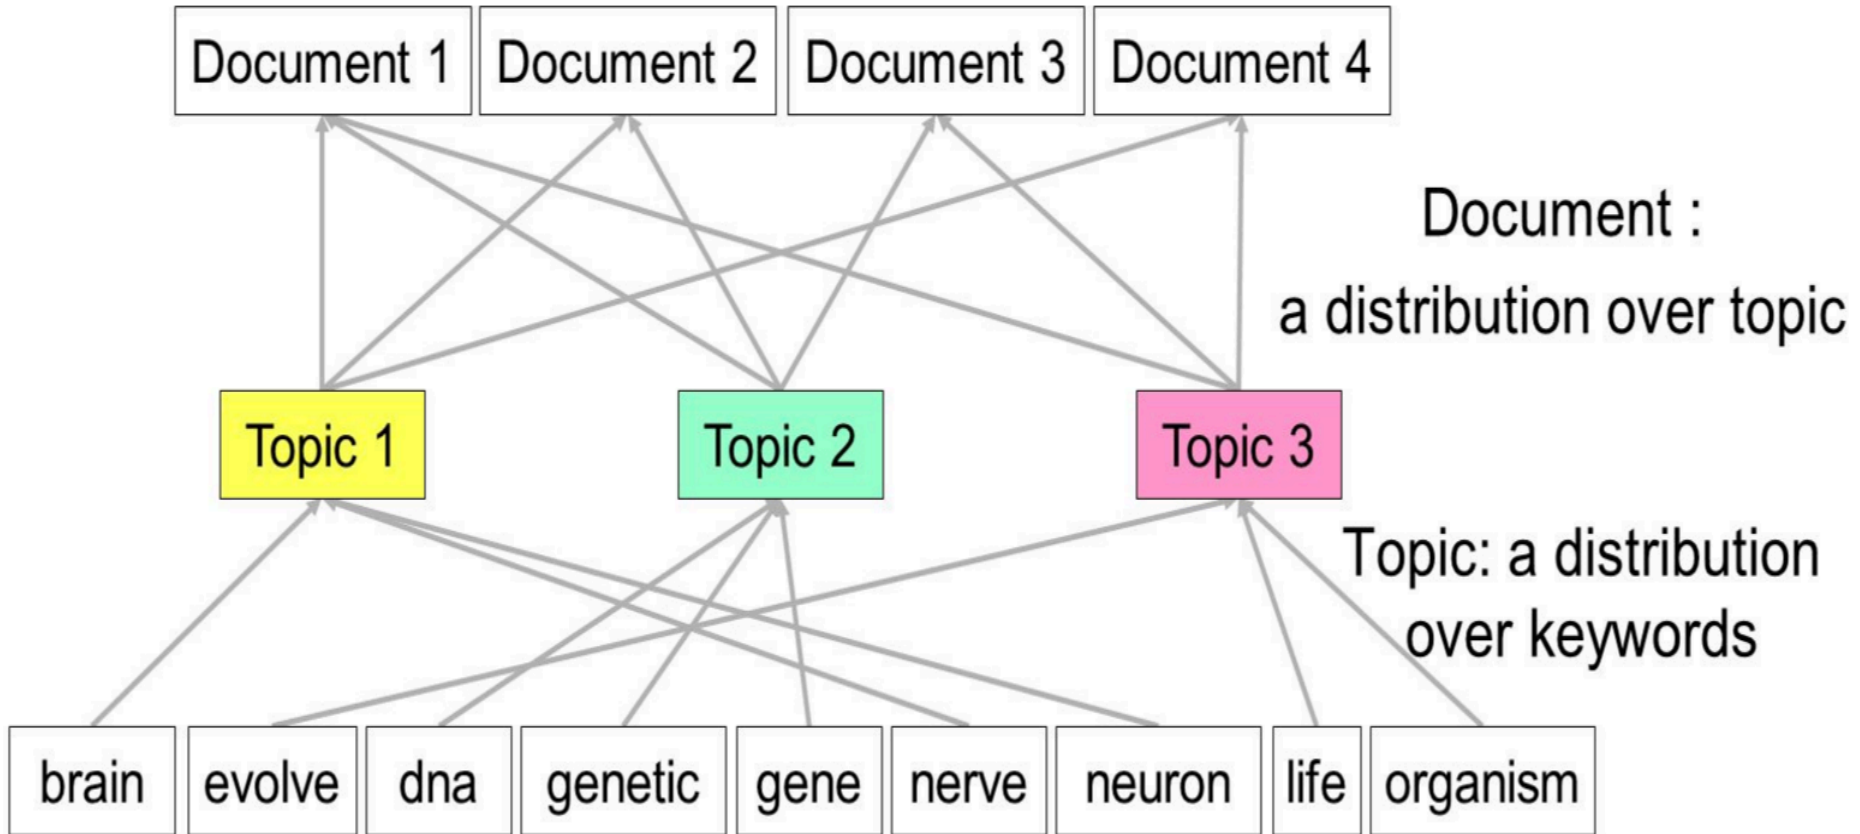 Document 1 Document 2 Document 3 Document 4
Document :
a distribution over topic
Topic 1 Topic 2 Topic 3
Topic: a distribution
over keywords
brain evolve dna genetic gene nerve neuron life organism